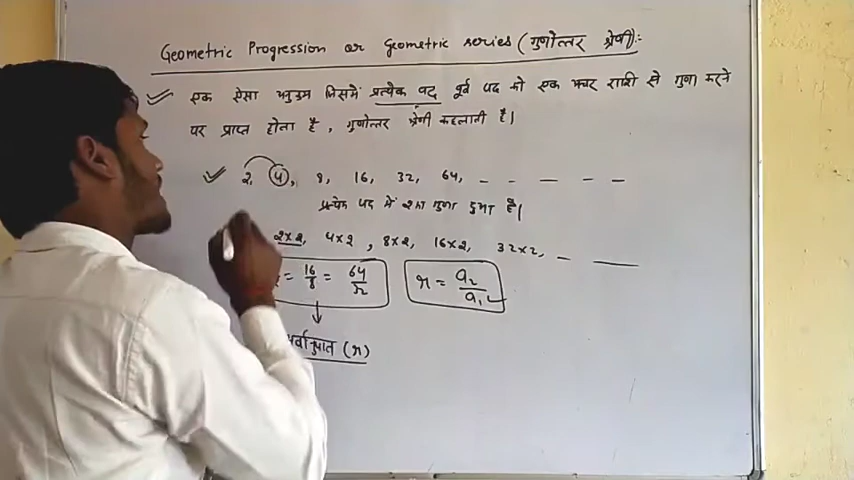 Geometric Progression or Geometric series (गुणोत्तर श्रेणी):-
एक ऐसा अनुक्रम जिसमें प्रत्येक पद पूर्व पद को एक अचर राशि से गुणा करने
पर प्राप्त होता है, गुणोत्तर श्रेणी कहलाती है।
2, 4, 8, 16, 32, 64, _ _ _ _ _
प्रत्येक पद में 2 का गुणा हुआ है।
2×2, 4×2, 8×2, 16×2, 32×2, _ _
= 16/8 = 64/32 r = a₂/a₁
(r)